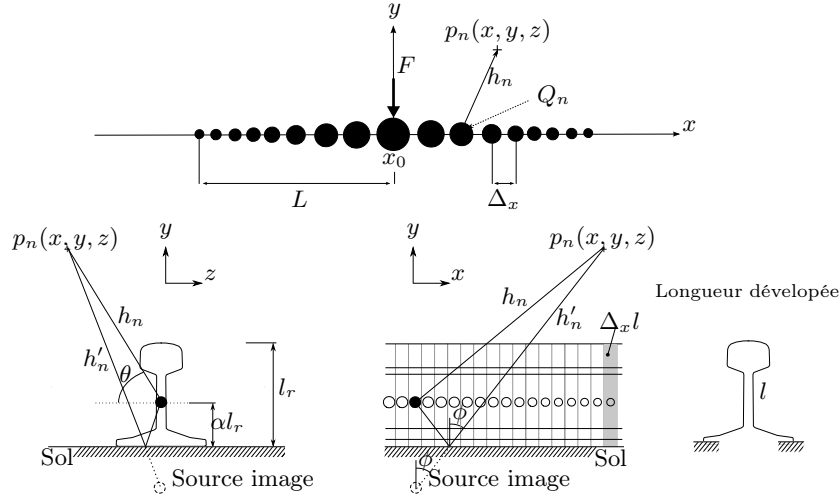 y
p_n(x, y, z)
F
h_n
Q_n
x
x_0
L
Δ_x
y
z
p_n(x, y, z)
h_n
h'_n
θ
l_r
αl_r
Sol
Source image
y
x
p_n(x, y, z)
h_n
h'_n
Δ_x l
ϕ
ϕ
Sol
Source image
Longueur dévelopée
l